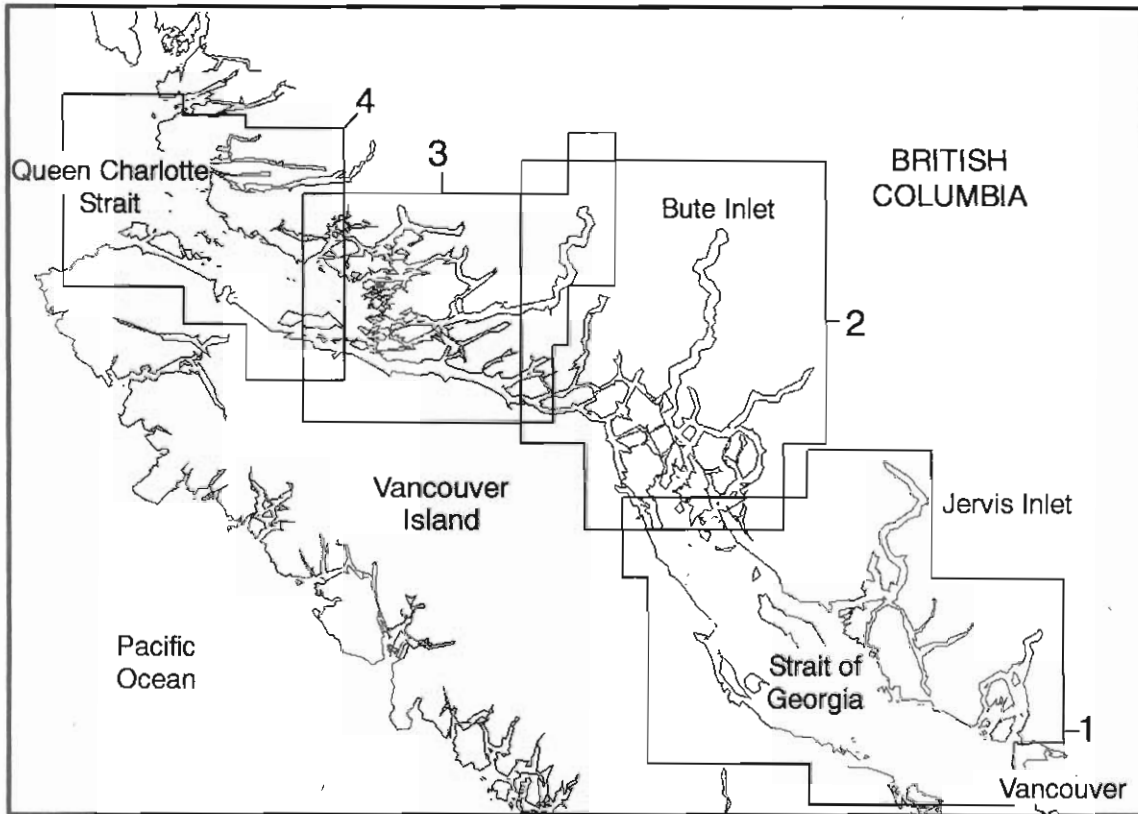 4
3
Queen Charlotte
Strait
BRITISH
COLUMBIA
Bute Inlet
2
Vancouver
Island
Jervis Inlet
Pacific
Ocean
Strait of
Georgia
1
Vancouver